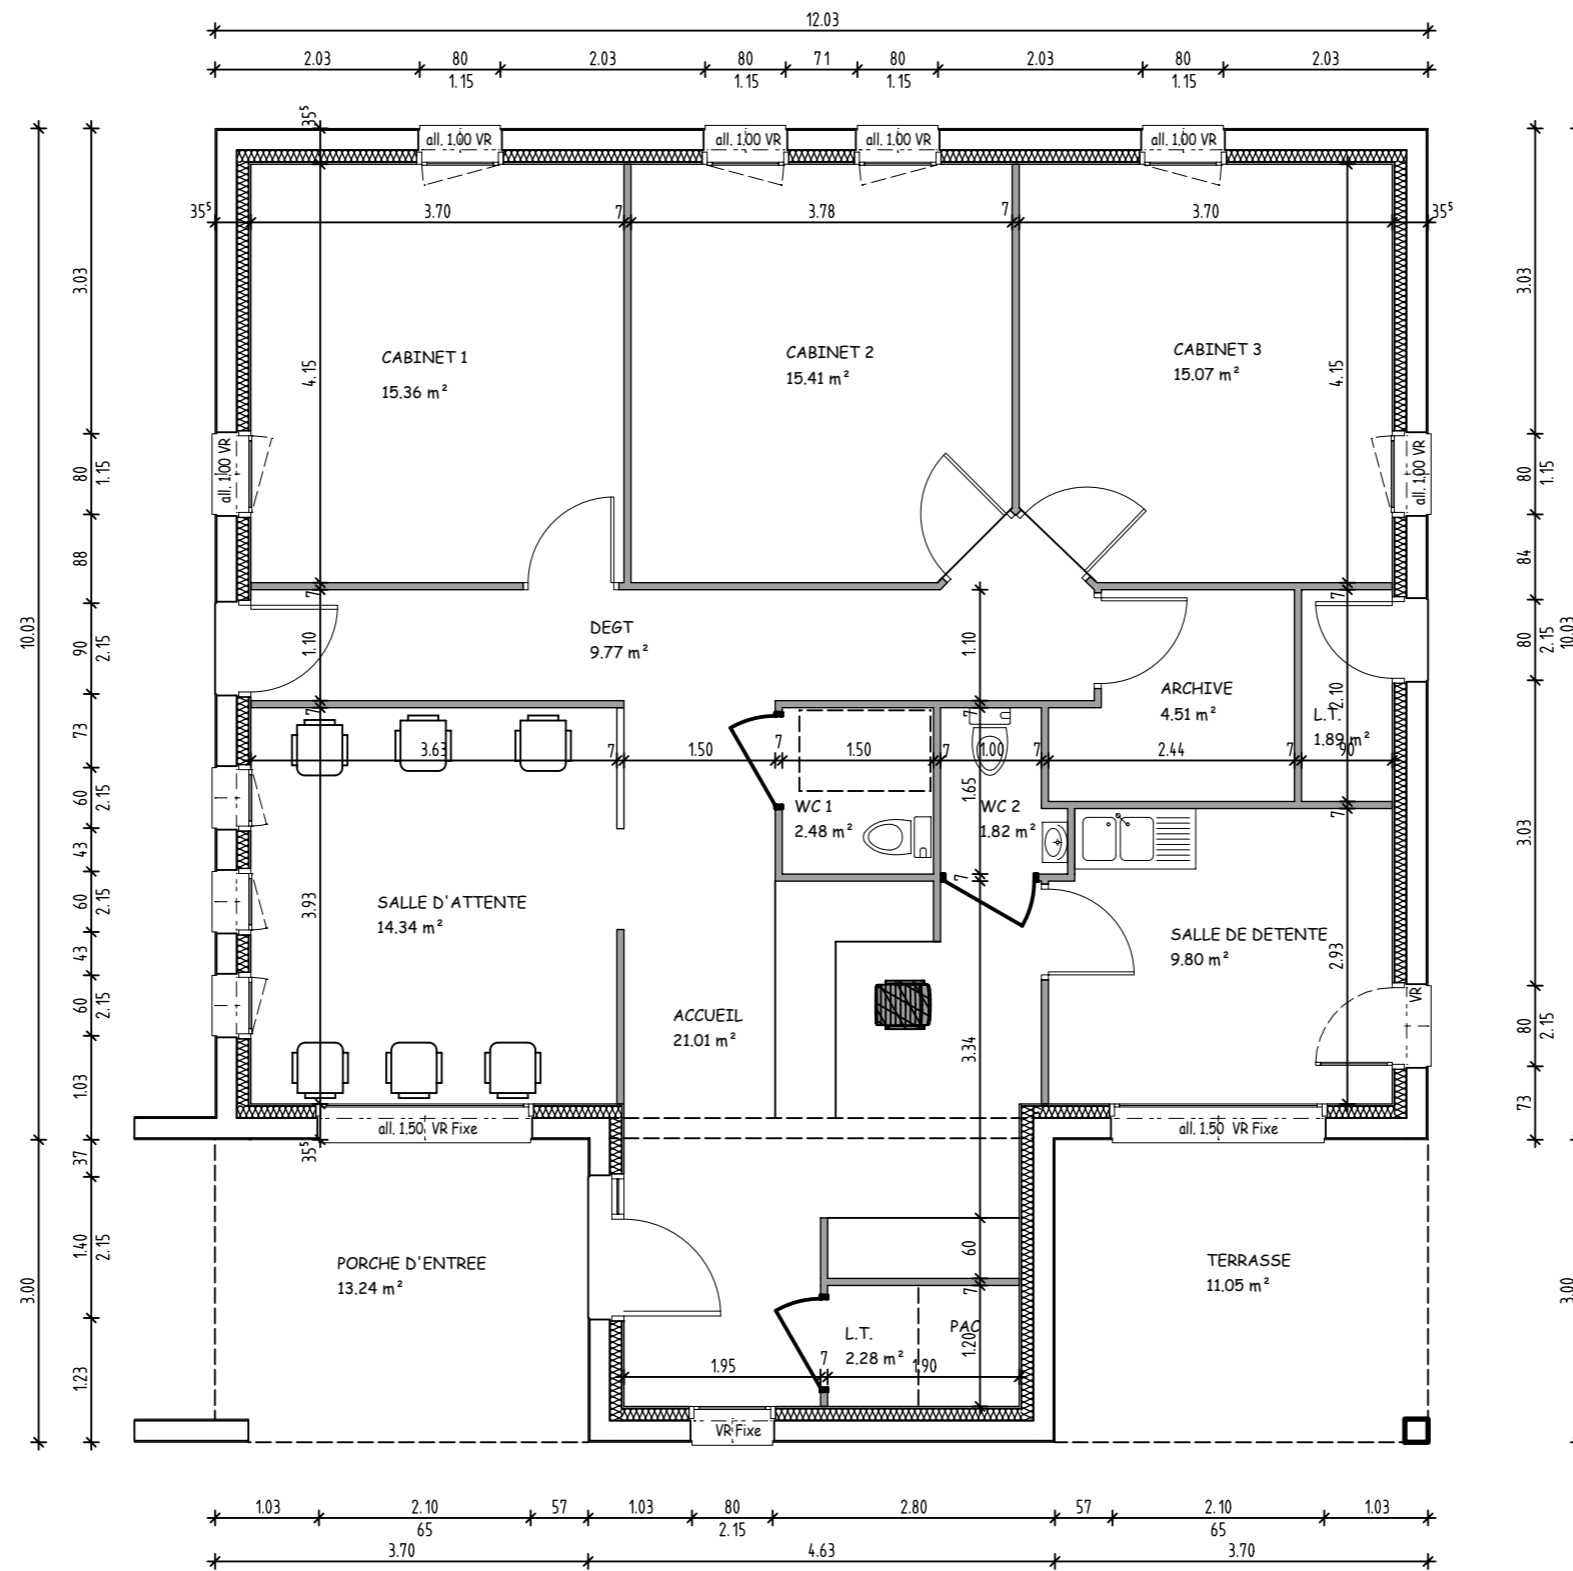 12.03
2.03 80 2.03 80 71 80 2.03 80 2.03
1.15 1.15 1.15 1.15
35⁵
all. 1.00 VR all. 1.00 VR all. 1.00 VR all. 1.00 VR
35⁵ 3.70 7 3.78 7 3.70 35⁵
3.03
3.03
4.15
4.15
CABINET 1
15.36 m²
CABINET 2
15.41 m²
CABINET 3
15.07 m²
all. 1.00 VR
all. 1.00 VR
80
1.15
80
1.15
88
84
7
7
10.03
10.03
90
2.15
80
2.15
1.10
1.10
DEGT
9.77 m²
ARCHIVE
4.51 m²
L.T.
1.89 m²
2.10
73
7
7
3.63 7 1.50 7 1.50 7 1.00 7 2.44 7 90
60
2.15
1.65
WC 1
2.48 m²
WC 2
1.82 m²
7
43
3.03
60
2.15
3.93
7
SALLE D'ATTENTE
14.34 m²
SALLE DE DETENTE
9.80 m²
2.93
43
60
2.15
ACCUEIL
21.01 m²
3.34
VR
80
2.15
1.03
73
all. 1.50 VR Fixe
all. 1.50 VR Fixe
35⁵
37
1.40
2.15
3.00
3.00
PORCHE D'ENTREE
13.24 m²
TERRASSE
11.05 m²
60
7
L.T.
2.28 m²
PAC
1.20
1.95 7 1.90
1.23
VR Fixe
1.03 2.10 57 1.03 80 2.80 57 2.10 1.03
65 2.15 65
3.70 4.63 3.70